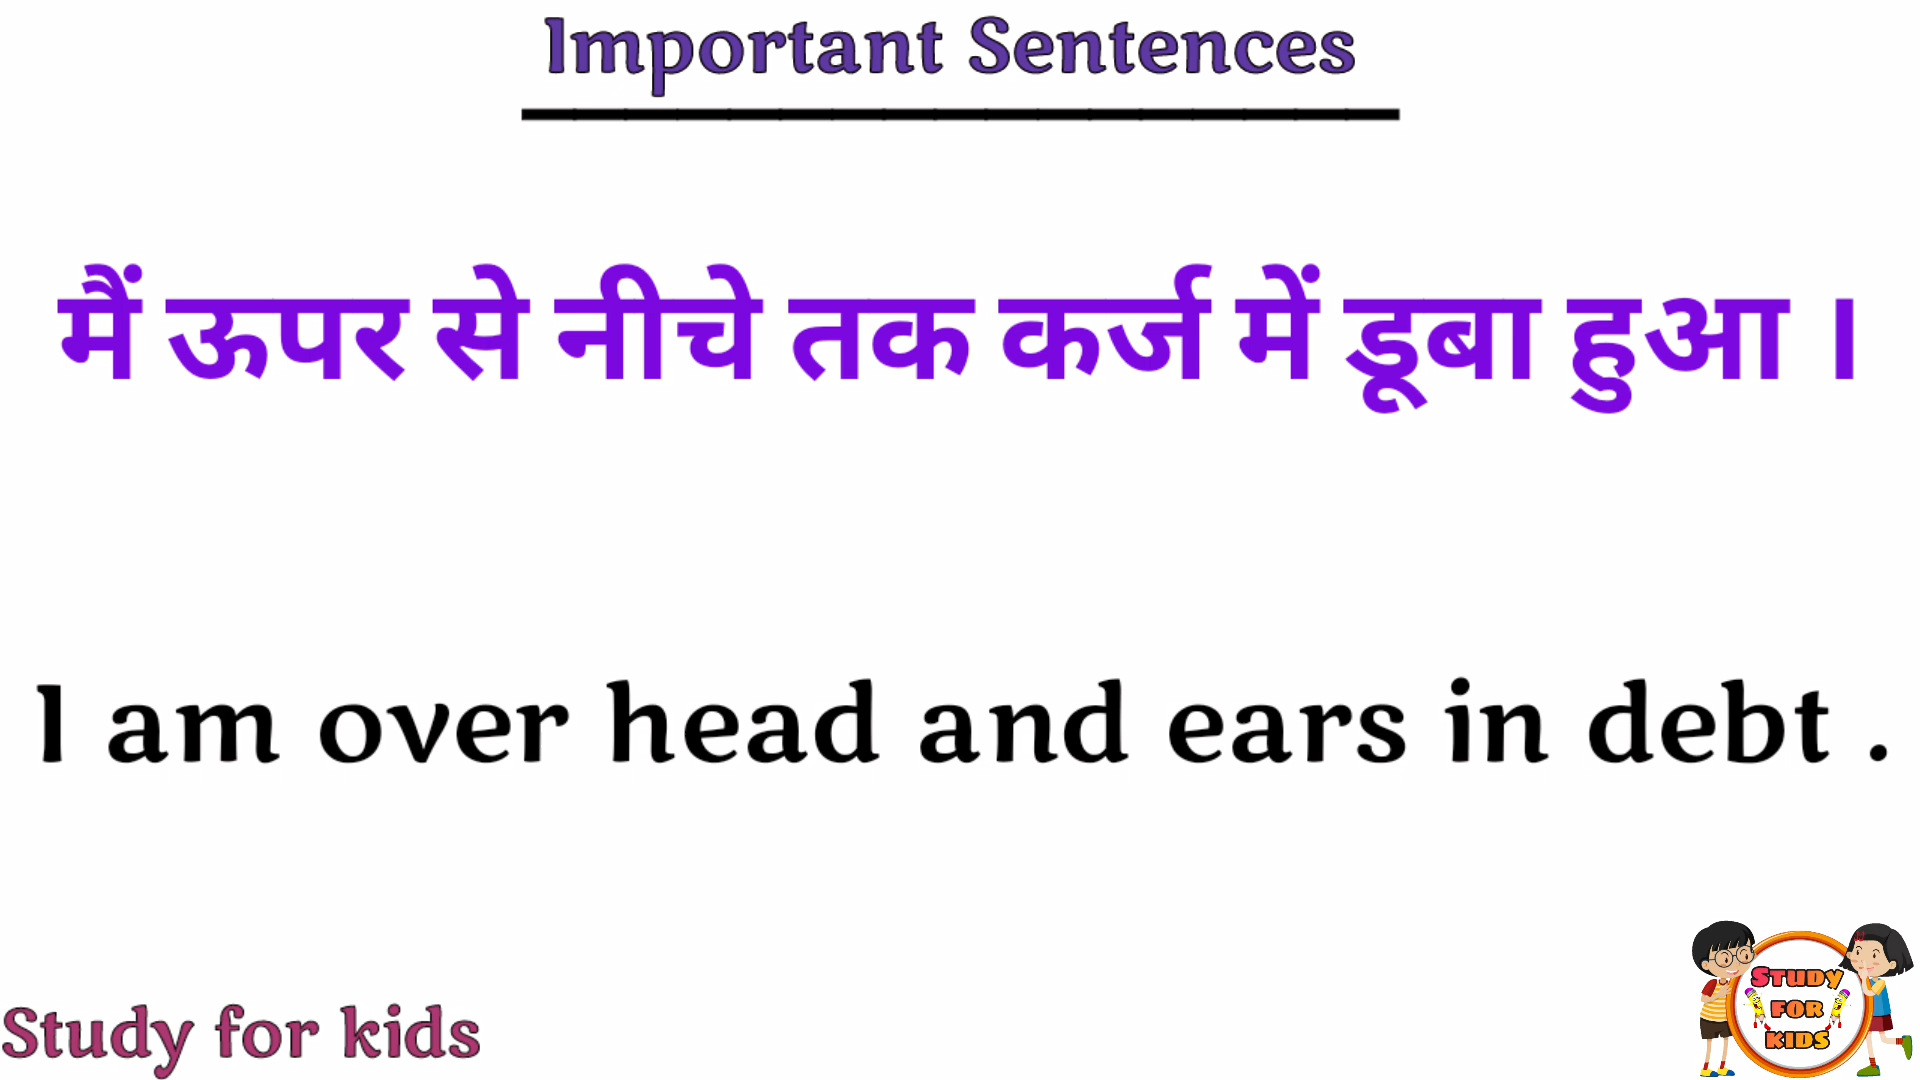 Important Sentences
मैं ऊपर से नीचे तक कर्ज में डूबा हुआ ।
I am over head and ears in debt .
Study for kids
STUDY
FOR
KIDS